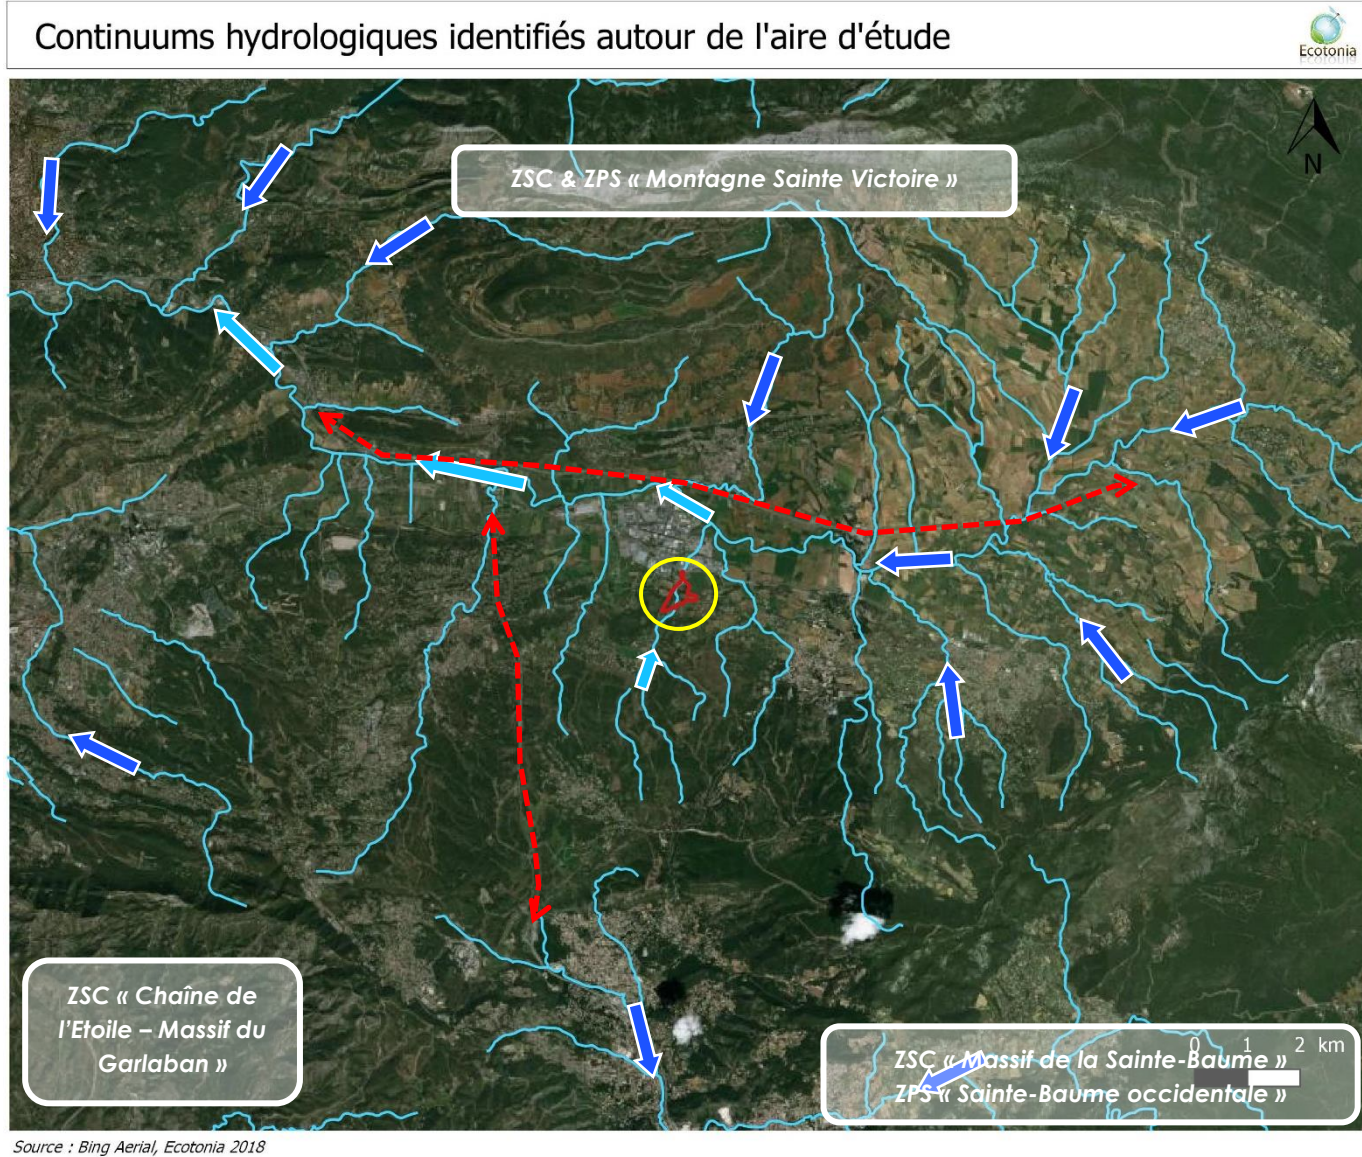 Continuums hydrologiques identifiés autour de l'aire d'étude
Ecotonia
N
ZSC & ZPS « Montagne Sainte Victoire »
ZSC « Chaîne de
l'Etoile – Massif du
Garlaban »
0 1 2 km
ZSC « Massif de la Sainte-Baume »
ZPS « Sainte-Baume occidentale »
Source : Bing Aerial, Ecotonia 2018